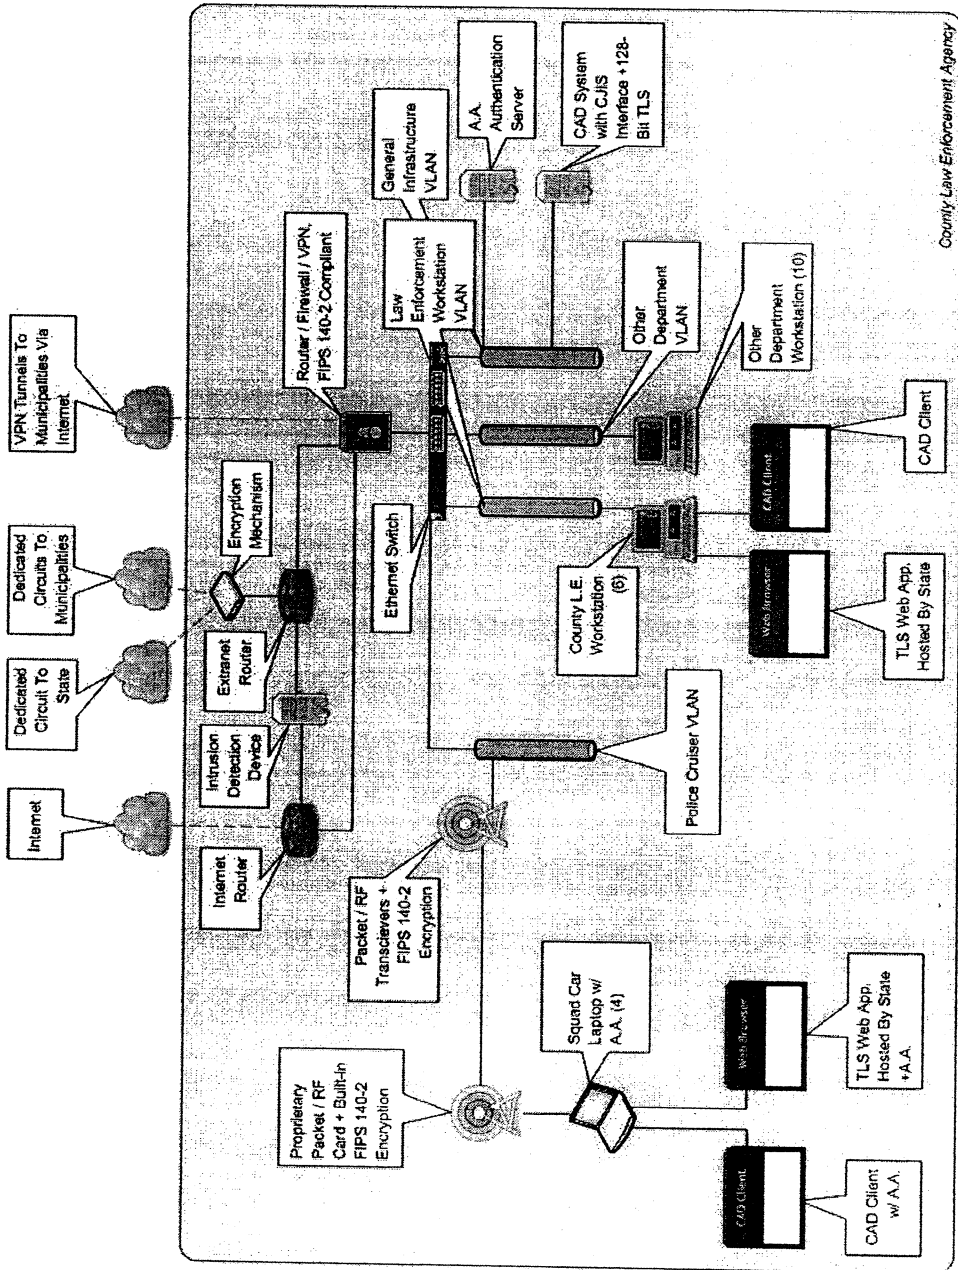 Internet
Dedicated
Circuit To
State
Dedicated
Circuits To
Municipalities
VPN Tunnels To
Municipalities Via
Internet
Internet
Router
Intrusion
Detection
Device
Extranet
Router
Encryption
Mechanism
Router / Firewall / VPN,
FIPS 140-2 Compliant
Proprietary
Packet / RF
Card + Built-In
FIPS 140-2
Encryption
Packet / RF
Transcievers +
FIPS 140-2
Encryption
Ethernet Switch
Law
Enforcement
Workstation
VLAN
General
Infrastructure
VLAN
A.A.
Authentication
Server
CAD System
with CJIS
Interface +128-
Bit TLS
Squad Car
Laptop w/
A.A. (4)
Police Cruiser VLAN
County L.E.
Workstation
(6)
Other
Department
VLAN
Other
Department
Workstation (10)
CAD Client
Web Browser
Web Browser
CAD Client
CAD Client
w/ A.A.
TLS Web App,
Hosted By State
+A.A.
TLS Web App,
Hosted By State
CAD Client
County Law Enforcement Agency